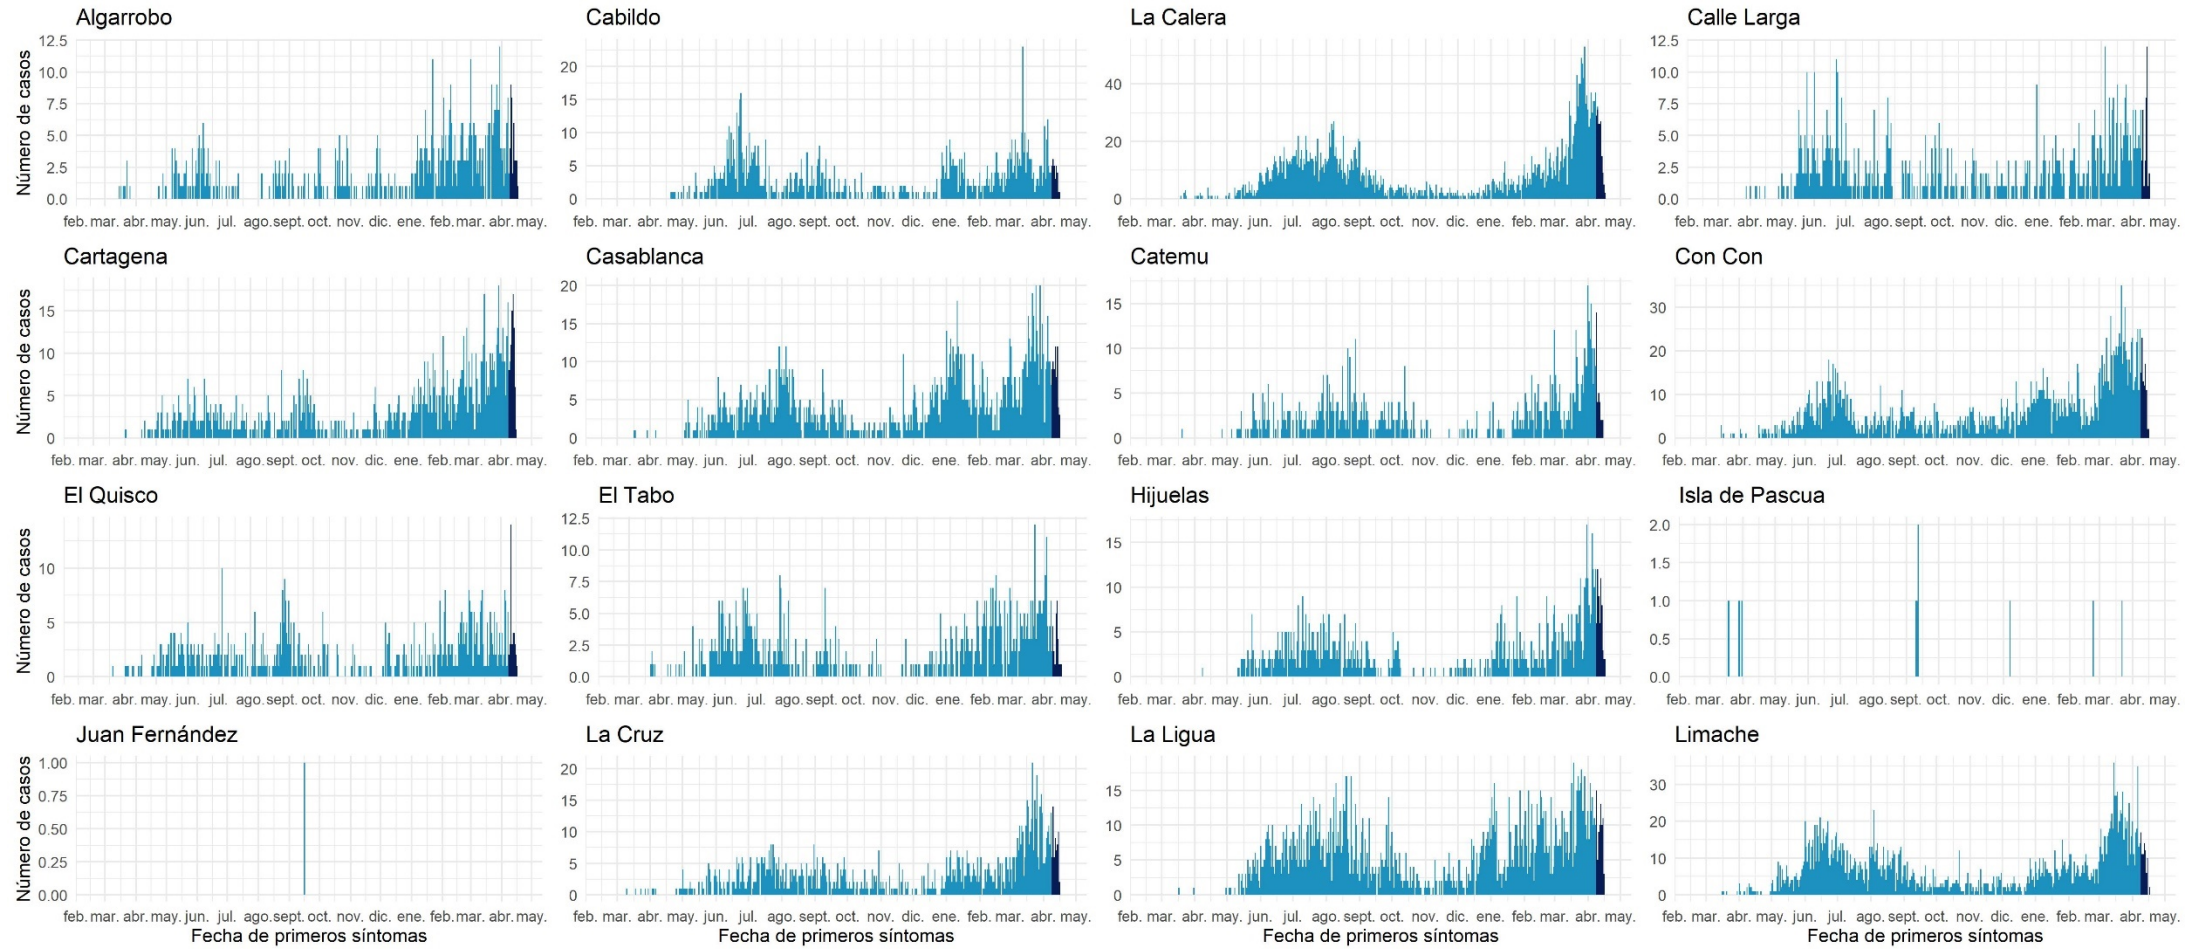 Algarrobo
Cabildo
La Calera
Calle Larga
Número de casos
12.5
10.0
7.5
5.0
2.5
0.0
20
15
10
5
0
40
20
0
12.5
10.0
7.5
5.0
2.5
0.0
feb. mar. abr. may. jun. jul. ago. sept. oct. nov. dic. ene. feb. mar. abr. may.
feb. mar. abr. may. jun. jul. ago. sept. oct. nov. dic. ene. feb. mar. abr. may.
feb. mar. abr. may. jun. jul. ago. sept. oct. nov. dic. ene. feb. mar. abr. may.
feb. mar. abr. may. jun. jul. ago. sept. oct. nov. dic. ene. feb. mar. abr. may.
Cartagena
Casablanca
Catemu
Con Con
Número de casos
15
10
5
0
20
15
10
5
0
15
10
5
0
30
20
10
0
feb. mar. abr. may. jun. jul. ago. sept. oct. nov. dic. ene. feb. mar. abr. may.
feb. mar. abr. may. jun. jul. ago. sept. oct. nov. dic. ene. feb. mar. abr. may.
feb. mar. abr. may. jun. jul. ago. sept. oct. nov. dic. ene. feb. mar. abr. may.
feb. mar. abr. may. jun. jul. ago. sept. oct. nov. dic. ene. feb. mar. abr. may.
El Quisco
El Tabo
Hijuelas
Isla de Pascua
Número de casos
10
5
0
12.5
10.0
7.5
5.0
2.5
0.0
15
10
5
0
2.0
1.5
1.0
0.5
0.0
feb. mar. abr. may. jun. jul. ago. sept. oct. nov. dic. ene. feb. mar. abr. may.
feb. mar. abr. may. jun. jul. ago. sept. oct. nov. dic. ene. feb. mar. abr. may.
feb. mar. abr. may. jun. jul. ago. sept. oct. nov. dic. ene. feb. mar. abr. may.
feb. mar. abr. may. jun. jul. ago. sept. oct. nov. dic. ene. feb. mar. abr. may.
Juan Fernández
La Cruz
La Ligua
Limache
Número de casos
1.00
0.75
0.50
0.25
0.00
20
15
10
5
0
15
10
5
0
30
20
10
0
feb. mar. abr. may. jun. jul. ago. sept. oct. nov. dic. ene. feb. mar. abr. may.
feb. mar. abr. may. jun. jul. ago. sept. oct. nov. dic. ene. feb. mar. abr. may.
feb. mar. abr. may. jun. jul. ago. sept. oct. nov. dic. ene. feb. mar. abr. may.
feb. mar. abr. may. jun. jul. ago. sept. oct. nov. dic. ene. feb. mar. abr. may.
Fecha de primeros síntomas
Fecha de primeros síntomas
Fecha de primeros síntomas
Fecha de primeros síntomas